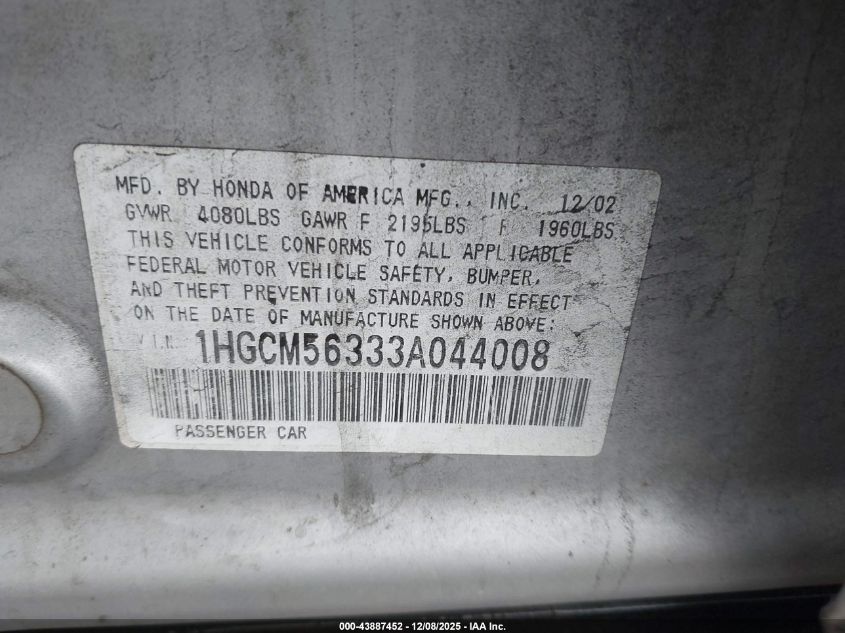 MFD. BY HONDA OF AMERICA MFG., INC. 12/02
GVWR 4080LBS GAWR F 2195LBS R 1960LBS
THIS VEHICLE CONFORMS TO ALL APPLICABLE
FEDERAL MOTOR VEHICLE SAFETY, BUMPER,
AND THEFT PREVENTION STANDARDS IN EFFECT
ON THE DATE OF MANUFACTURE SHOWN ABOVE:
V.I.N. 1HGCM56333A044008
PASSENGER CAR
000-43887452 - 12/08/2025 - IAA Inc.